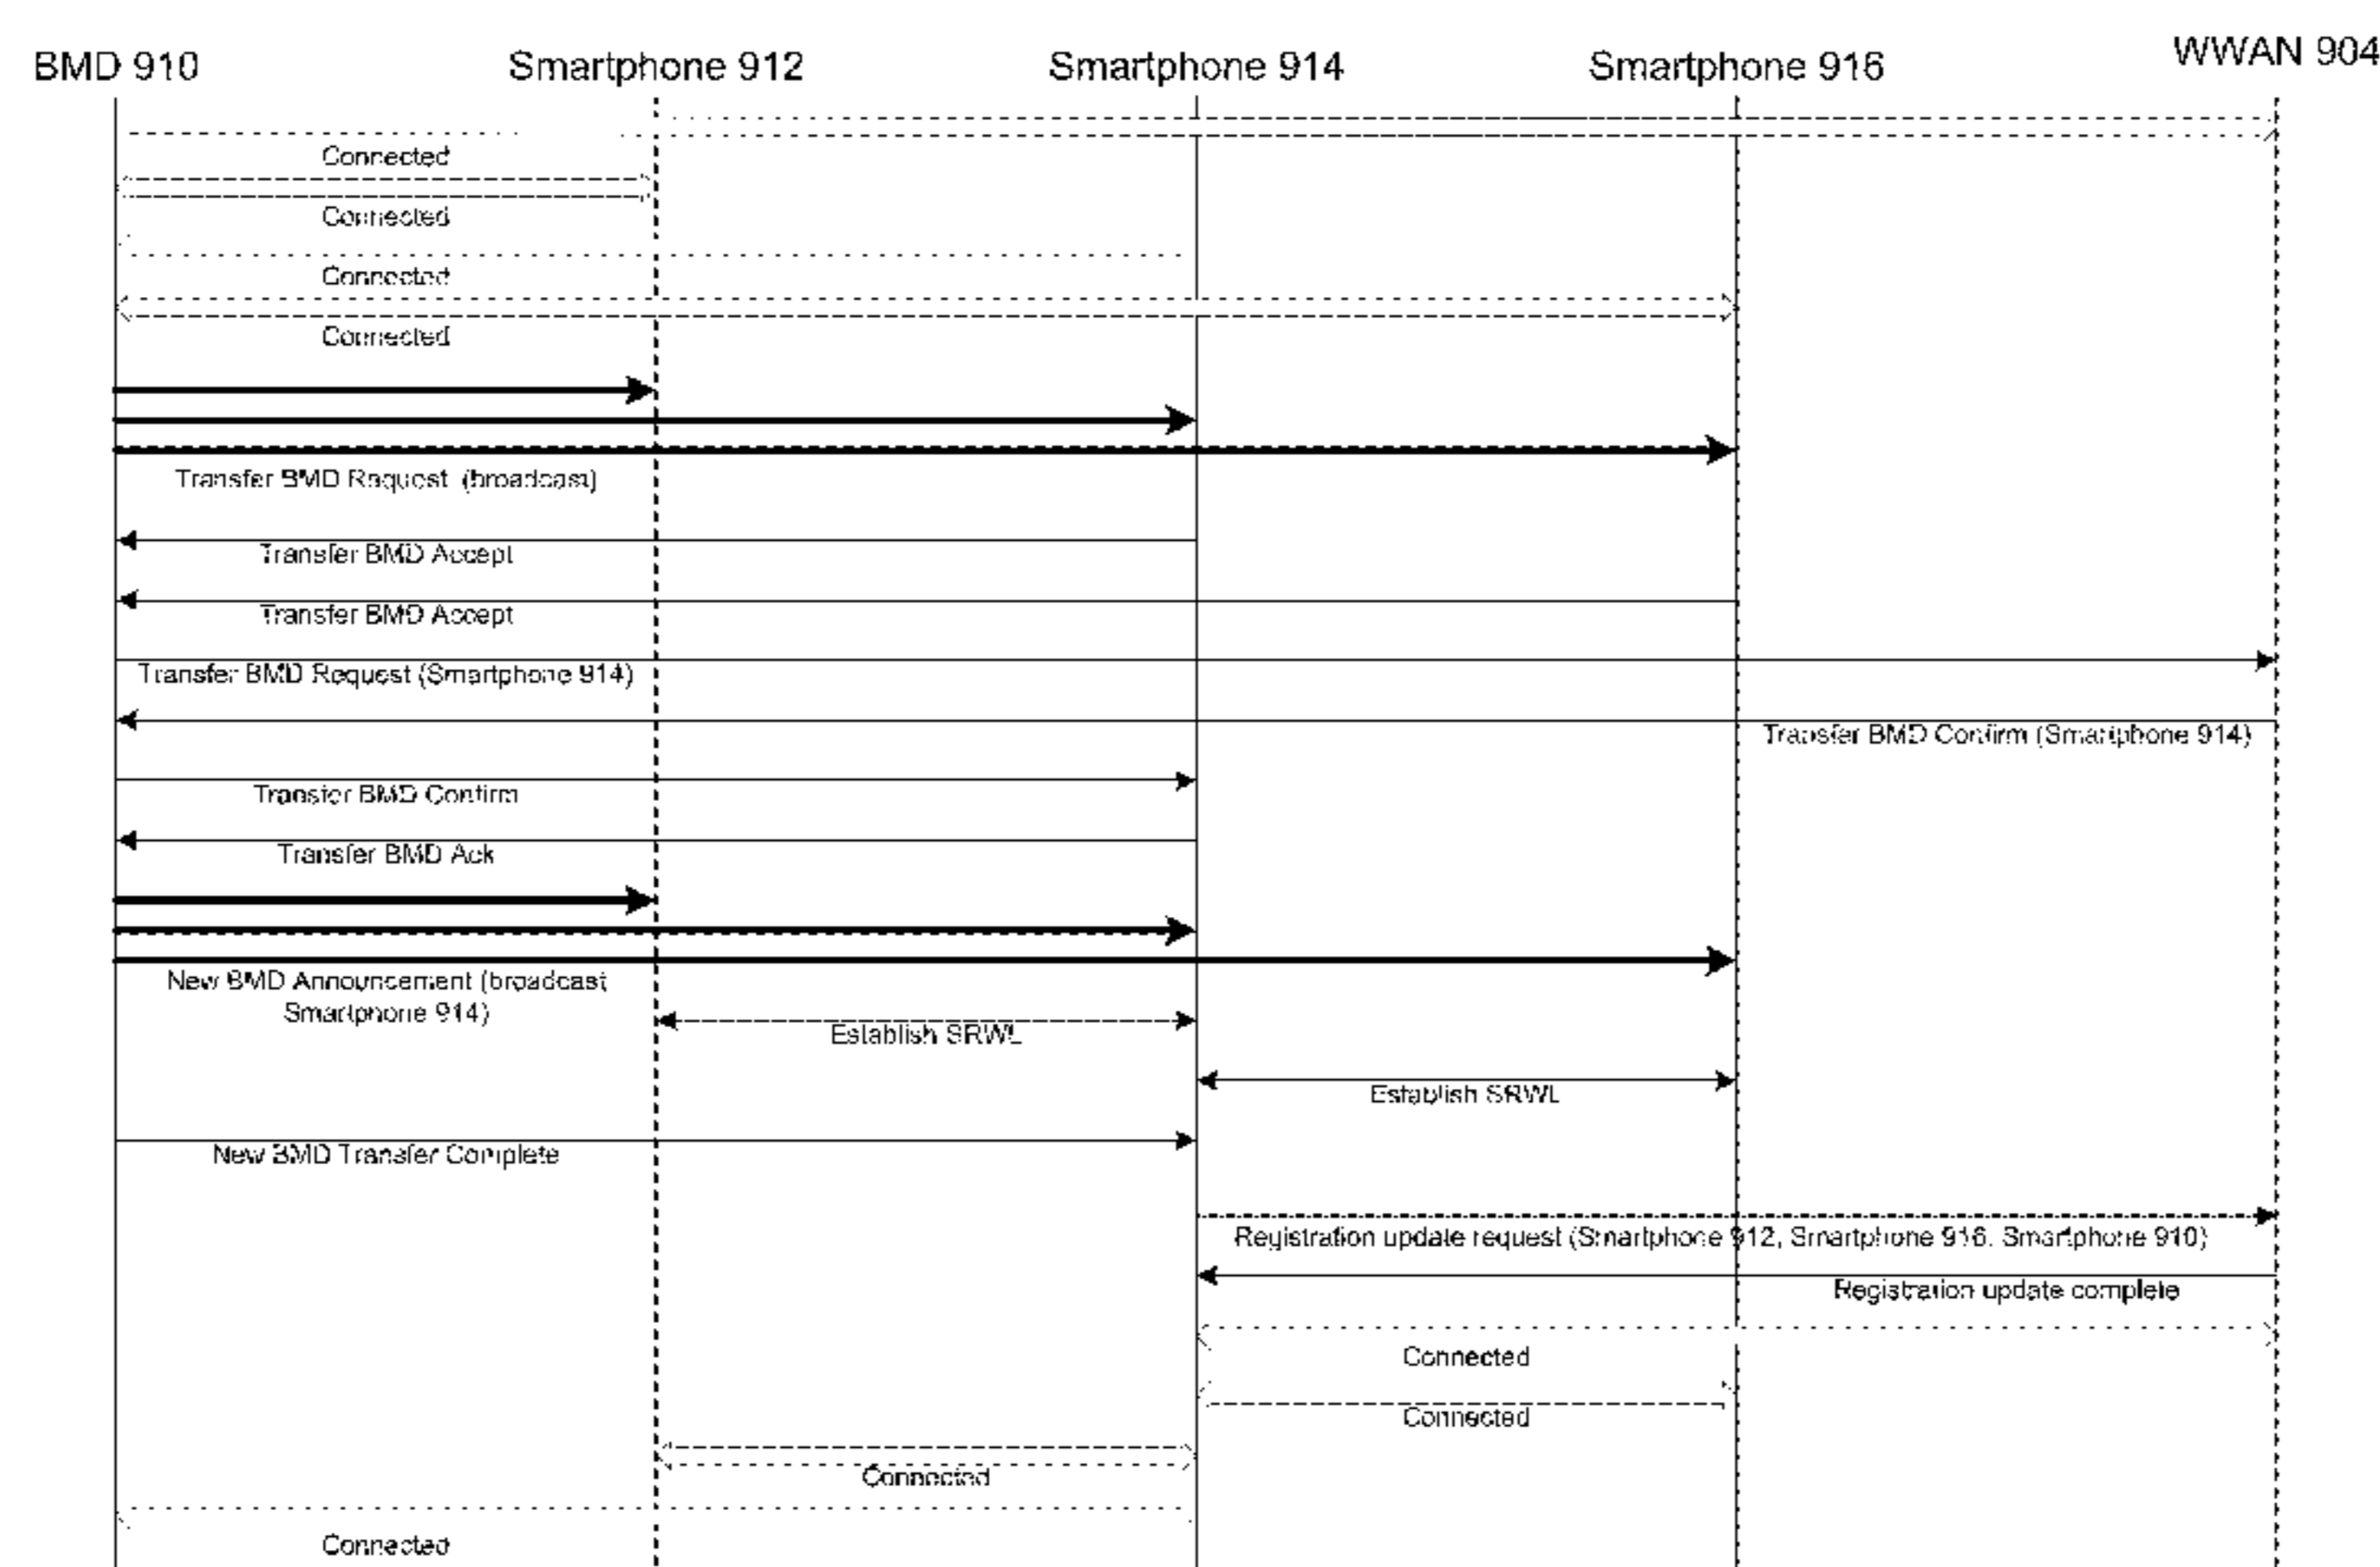 BMD 910
Smartphone 912
Smartphone 914
Smartphone 916
WWAN 904
Connected
Connected
Connected
Connected
Transfer BMD Request (broadcast)
Transfer BMD Accept
Transfer BMD Accept
Transfer BMD Request (Smartphone 914)
Transfer BMD Confirm (Smartphone 914)
Transfer BMD Confirm
Transfer BMD Ack
New BMD Announcement (broadcast
Smartphone 914)
Establish SRWL
Establish SRWL
New BMD Transfer Complete
Registration update request (Smartphone 912, Smartphone 916. Smartphone 910)
Registration update complete
Connected
Connected
Connected
Connected